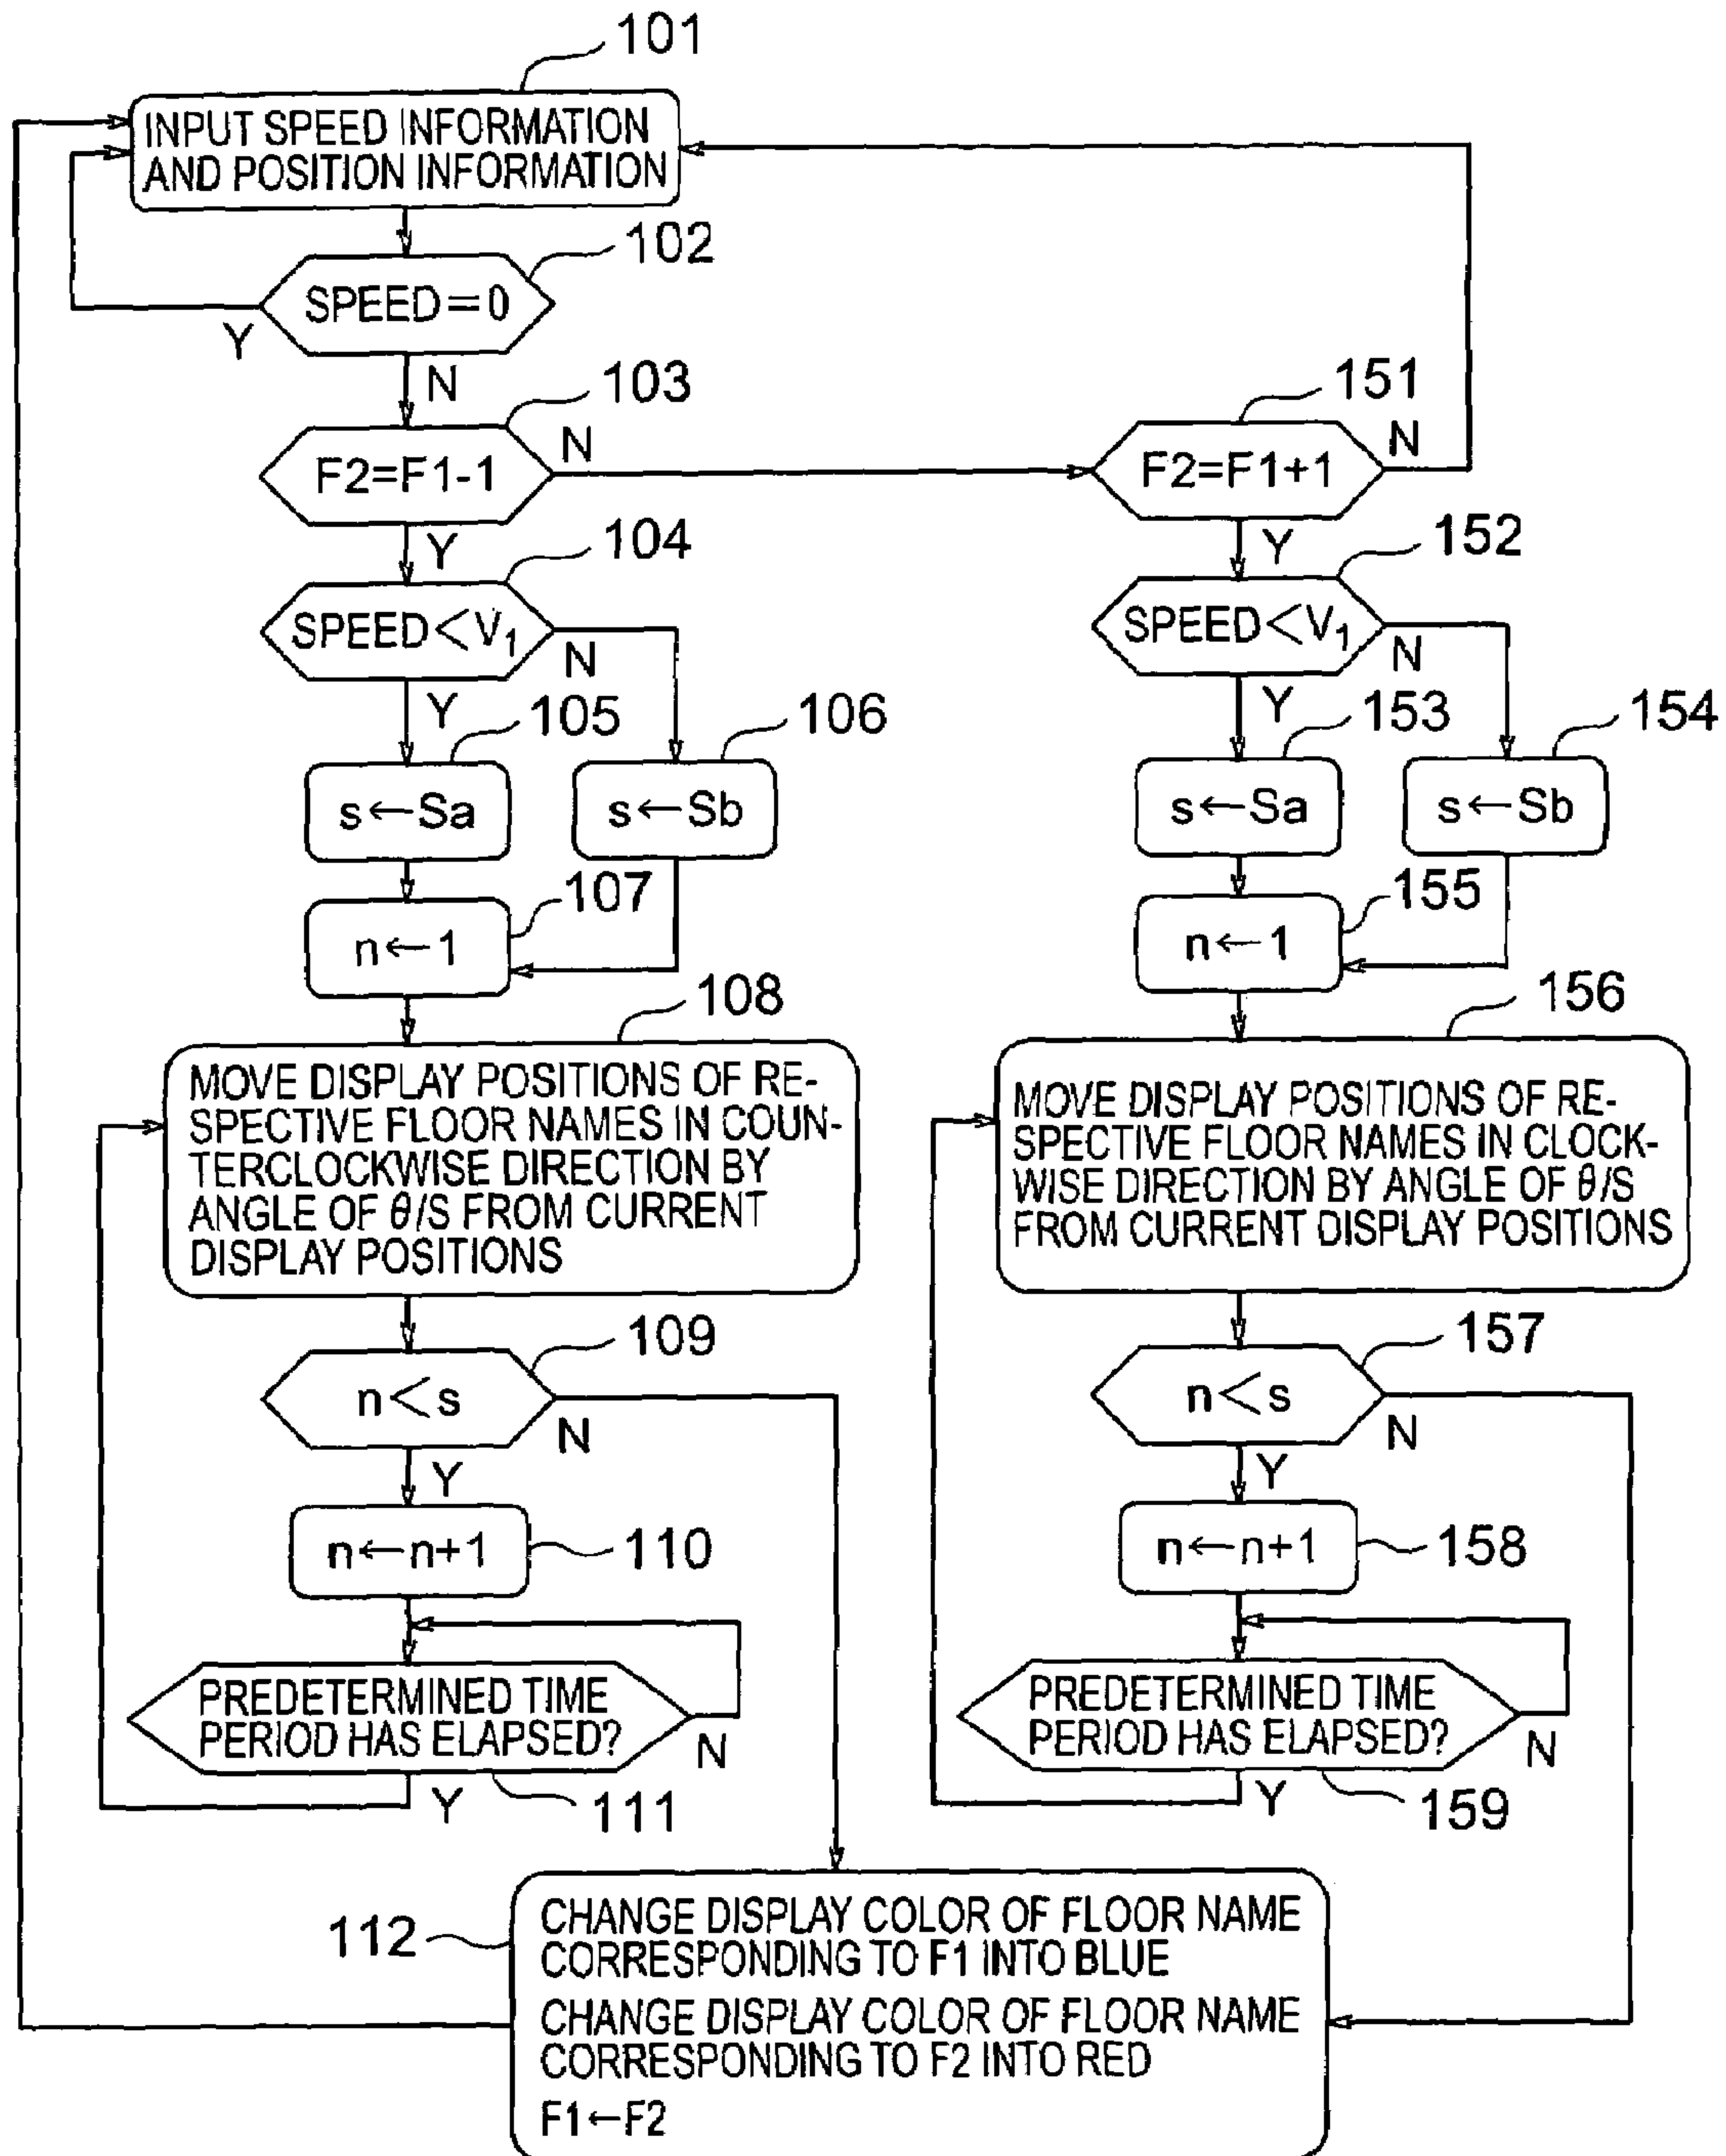 101
INPUT SPEED INFORMATION
AND POSITION INFORMATION
102
SPEED=0
Y
N
103
F2=F1-1
N
151
F2=F1+1
N
Y
104
SPEED<V1
N
Y
105
s←Sa
106
s←Sb
107
n←1
108
MOVE DISPLAY POSITIONS OF RE-
SPECTIVE FLOOR NAMES IN COUN-
TERCLOCKWISE DIRECTION BY
ANGLE OF θ/S FROM CURRENT
DISPLAY POSITIONS
109
n<s
N
Y
n←n+1
110
PREDETERMINED TIME
PERIOD HAS ELAPSED?
N
Y
111
Y
152
SPEED<V1
N
Y
153
s←Sa
154
s←Sb
155
n←1
156
MOVE DISPLAY POSITIONS OF RE-
SPECTIVE FLOOR NAMES IN CLOCK-
WISE DIRECTION BY ANGLE OF θ/S
FROM CURRENT DISPLAY POSITIONS
157
n<s
N
Y
n←n+1
158
PREDETERMINED TIME
PERIOD HAS ELAPSED?
N
Y
159
112
CHANGE DISPLAY COLOR OF FLOOR NAME
CORRESPONDING TO F1 INTO BLUE
CHANGE DISPLAY COLOR OF FLOOR NAME
CORRESPONDING TO F2 INTO RED
F1←F2